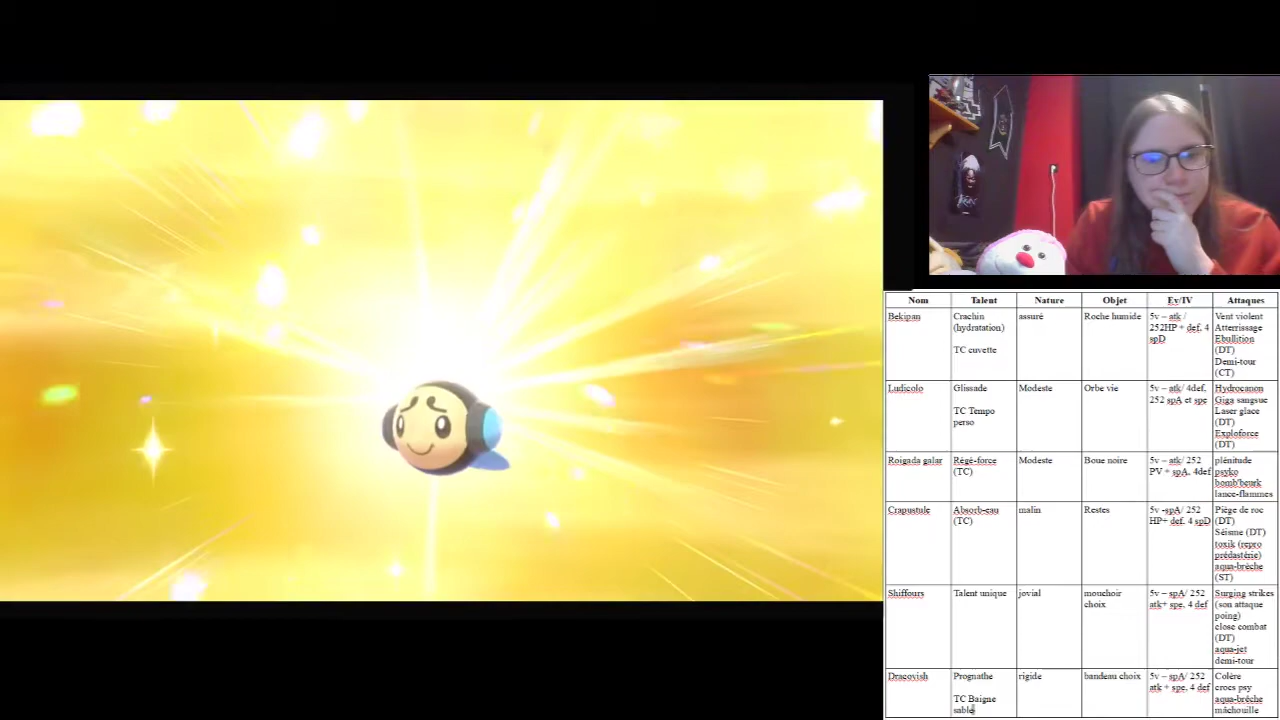 Nom Talent Nature Objet Ev/IV Attaques
Bekipan Crachin assuré Roche humide 5v – atk / Vent violent
(hydratation) 252HP + def. 4 Atterrissage
spD Ebullition
TC cuvette (DT)
Demi-tour
(CT)
Ludicolo Glissade Modeste Orbe vie 5v – atk/ 4def, Hydrocanon
252 spA et spe Giga sangsue
TC Tempo Laser glace
perso (DT)
Exploforce
(DT)
Roigada galar Régé-force Modeste Boue noire 5v – atk/ 252 plénitude
(TC) PV + spA, 4def psyko
bomb'beurk
lance-flammes
Crapustule Absorb-eau malin Restes 5v -spA/ 252 Piège de roc
(TC) HP+ def. 4 spD (DT)
Séisme (DT)
toxik (repro
prédastérie)
aqua-brèche
(ST)
Shiffours Talent unique jovial mouchoir 5v – spA/ 252 Surging strikes
choix atk+ spe, 4 def (son attaque
poing)
close combat
(DT)
aqua-jet
demi-tour
Dracovish Prognathe rigide bandeau choix 5v – spA/ 252 Colère
atk + spe, 4 def crocs psy
TC Baigne aqua-brêche
sable mâchouille